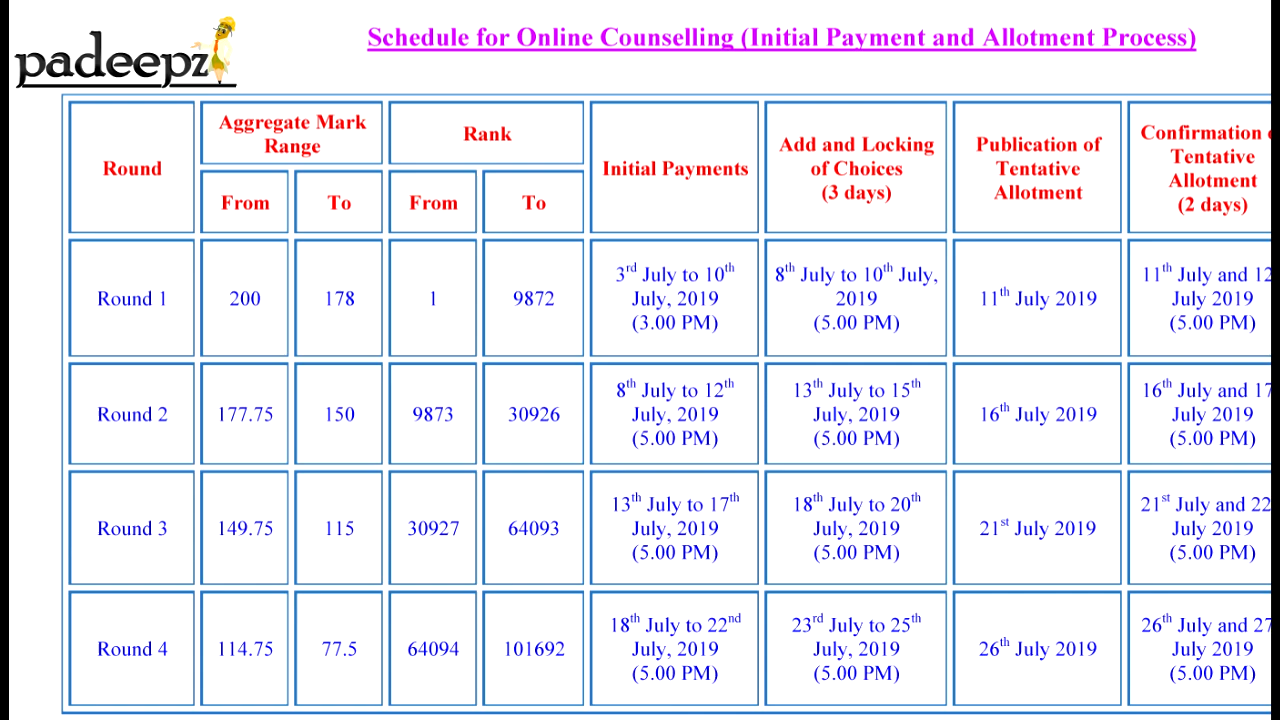 padeepz
Schedule for Online Counselling (Initial Payment and Allotment Process)
Round
Aggregate Mark
Range
From
To
Rank
From
To
Initial Payments
Add and Locking
of Choices
(3 days)
Publication of
Tentative
Allotment
Confirmation
Tentative
Allotment
(2 days)
Round 1
200
178
1
9872
3rd July to 10th
July, 2019
(3.00 PM)
8th July to 10th July,
2019
(5.00 PM)
11th July 2019
11th July and 12
July 2019
(5.00 PM)
Round 2
177.75
150
9873
30926
8th July to 12th
July, 2019
(5.00 PM)
13th July to 15th
July, 2019
(5.00 PM)
16th July 2019
16th July and 17
July 2019
(5.00 PM)
Round 3
149.75
115
30927
64093
13th July to 17th
July, 2019
(5.00 PM)
18th July to 20th
July, 2019
(5.00 PM)
21st July 2019
21st July and 22
July 2019
(5.00 PM)
Round 4
114.75
77.5
64094
101692
18th July to 22nd
July, 2019
(5.00 PM)
23rd July to 25th
July, 2019
(5.00 PM)
26th July 2019
26th July and 27
July 2019
(5.00 PM)